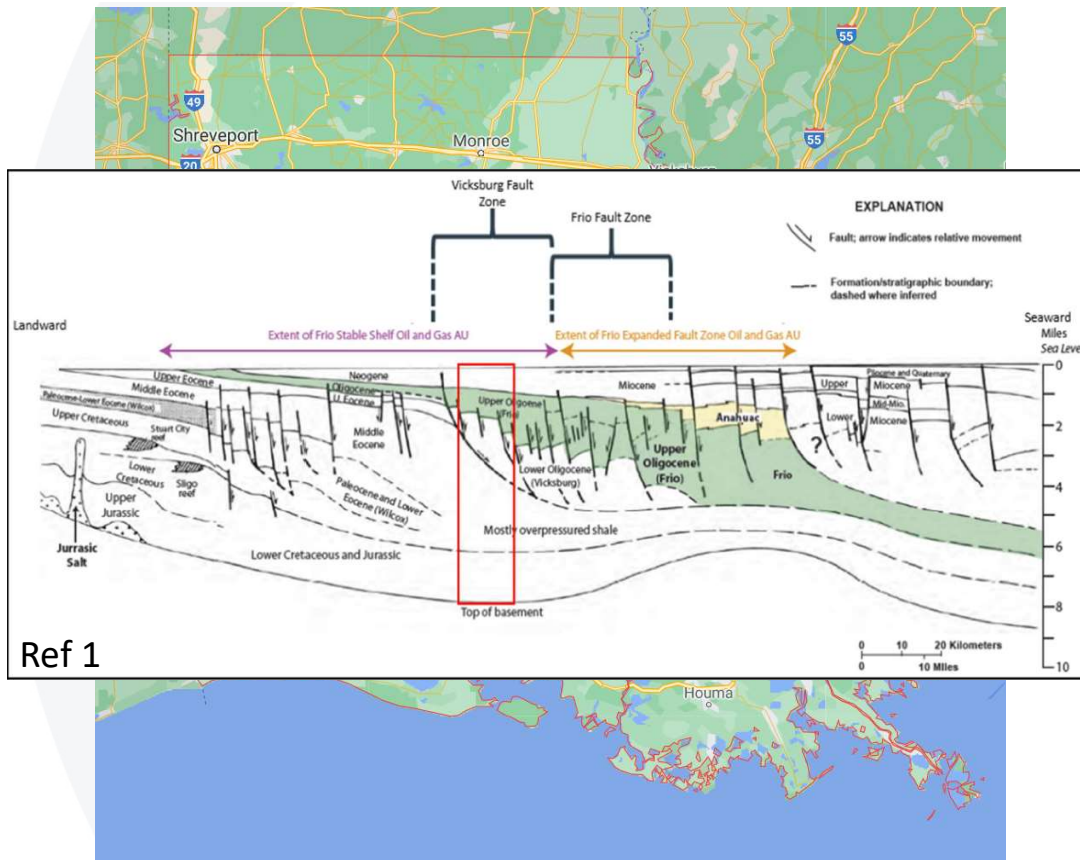 55
49
Shreveport
Monroe
20
55
Vicksburg Fault
Zone
Frio Fault Zone
EXPLANATION
Fault; arrow indicates relative movement
Formation/stratigraphic boundary;
dashed where inferred
Landward
Seaward
Miles
Sea Leve
Extent of Frio Stable Shelf Oil and Gas AU
Extent of Frio Expanded Fault Zone Oil and Gas AU
0
Upper Eocene
Middle Eocene
Paleocene-Lower Eocene (Wilcox)
Upper Cretaceous
Stuart City
reef
Lower
Cretaceous
Sligo
reef
Upper
Jurassic
Jurrasic
Salt
Neogene
Oligocene
U. Eocene
Middle
Eocene
Paleocene and Lower
Eocene (Wilcox)
Upper Oligocene
(Frio)
Lower Oligocene
(Vicksburg)
Miocene
Anahuac
Upper
Oligocene
(Frio)
Frio
?
Pliocene and Quaternary
Upper
Miocene
Mid-Mio.
Lower
Miocene
2
4
6
8
10
Mostly overpressured shale
Lower Cretaceous and Jurassic
Top of basement
0 10 20 Kilometers
0 10 Miles
Ref 1
Houma